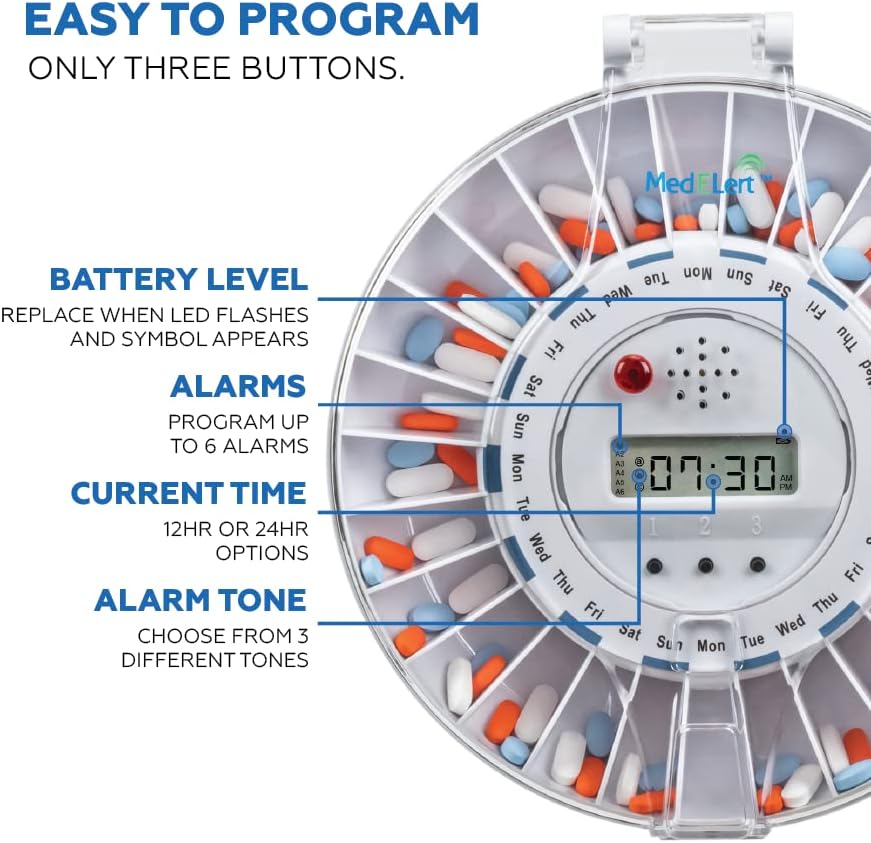 EASY TO PROGRAM
ONLY THREE BUTTONS.
MedELert™
BATTERY LEVEL
REPLACE WHEN LED FLASHES
AND SYMBOL APPEARS
ALARMS
PROGRAM UP
TO 6 ALARMS
CURRENT TIME
12HR OR 24HR
OPTIONS
ALARM TONE
CHOOSE FROM 3
DIFFERENT TONES
Fri
Sat
Sun
Mon
Tue
Wed
Thu
Fri
Sat
Sun
Mon
Tue
Wed
Thu
Fri
Sat
Sun
Mon
Tue
Wed
Thu
Fri
Thu
Wed
A2
A3
A4
A5
A6
07:30
AM
PM
1 2 3